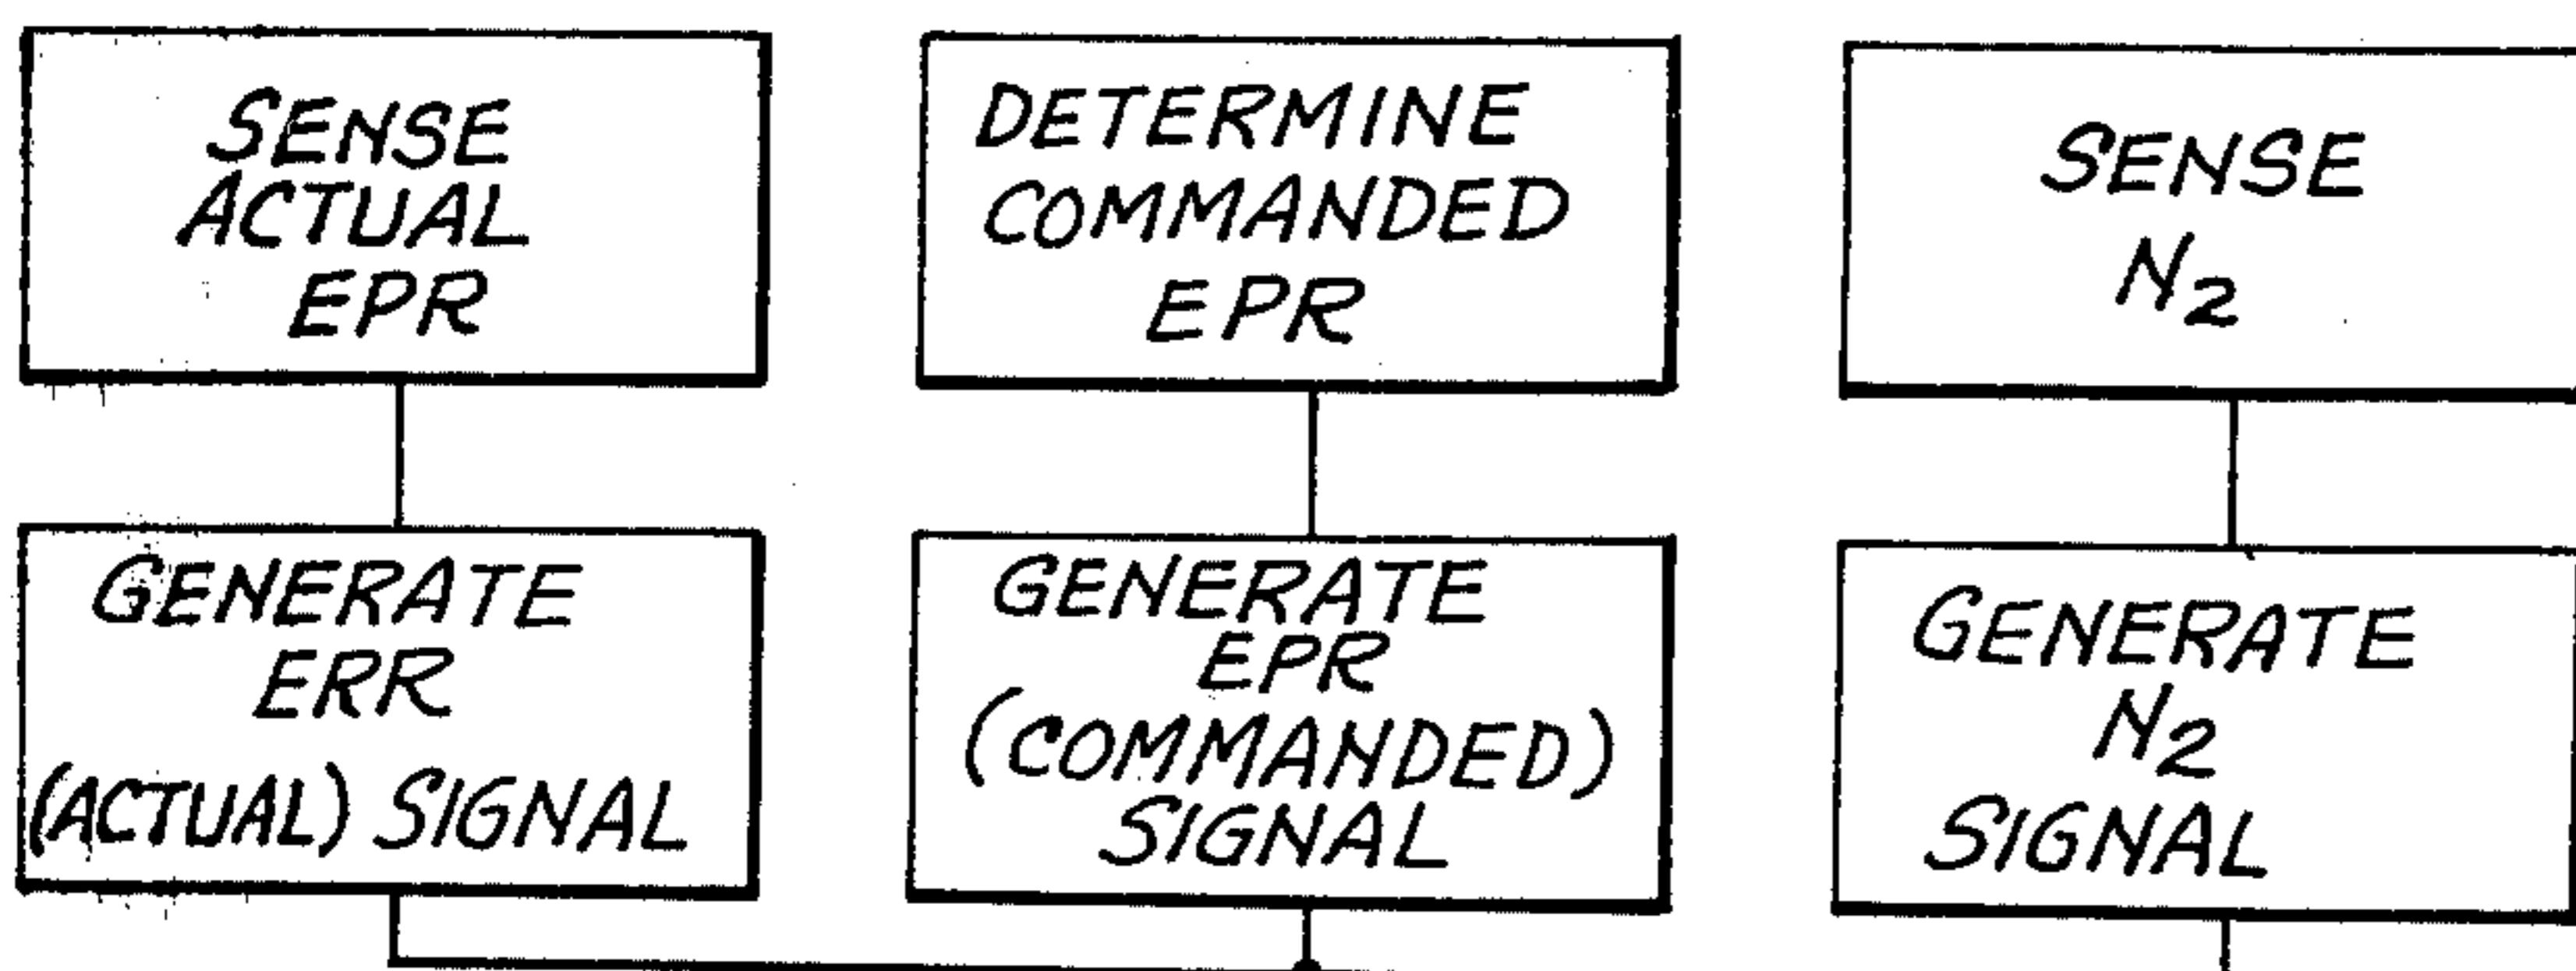 SENSE
ACTUAL
EPR
DETERMINE
COMMANDED
EPR
SENSE
N2
GENERATE
ERR
(ACTUAL) SIGNAL
GENERATE
EPR
(COMMANDED)
SIGNAL
GENERATE
N2
SIGNAL